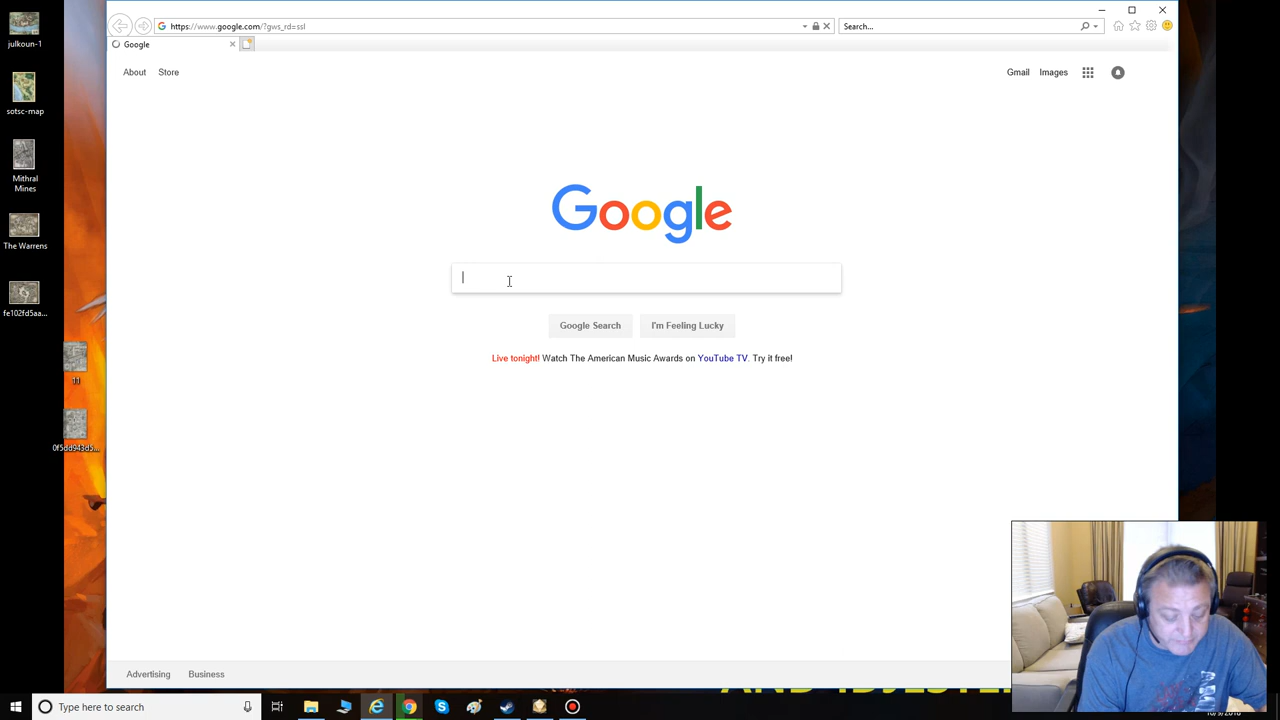 julkoun-1
sotsc-map
Mithral
Mines
The Warrens
fe102fd5aa...
11
0f5dd943d5...
https://www.google.com/?gws_rd=ssl
Search...
Google
About
Store
Gmail
Images
Google
Google Search
I'm Feeling Lucky
Live tonight! Watch The American Music Awards on YouTube TV. Try it free!
Advertising
Business
Type here to search